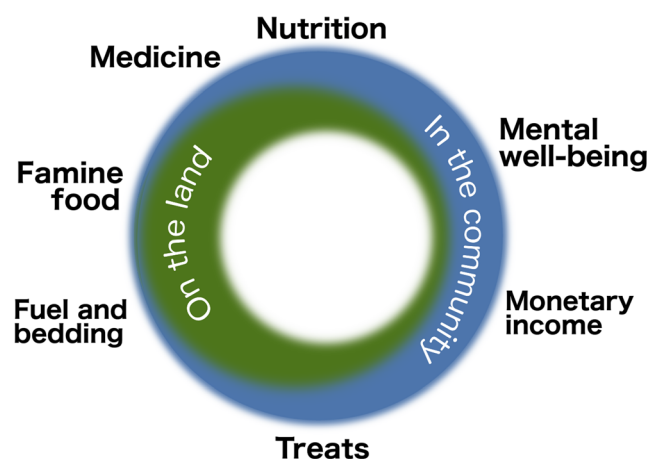 Nutrition
Medicine
Mental
well-being
Famine
food
On the land
In the community
Fuel and
bedding
Monetary
income
Treats